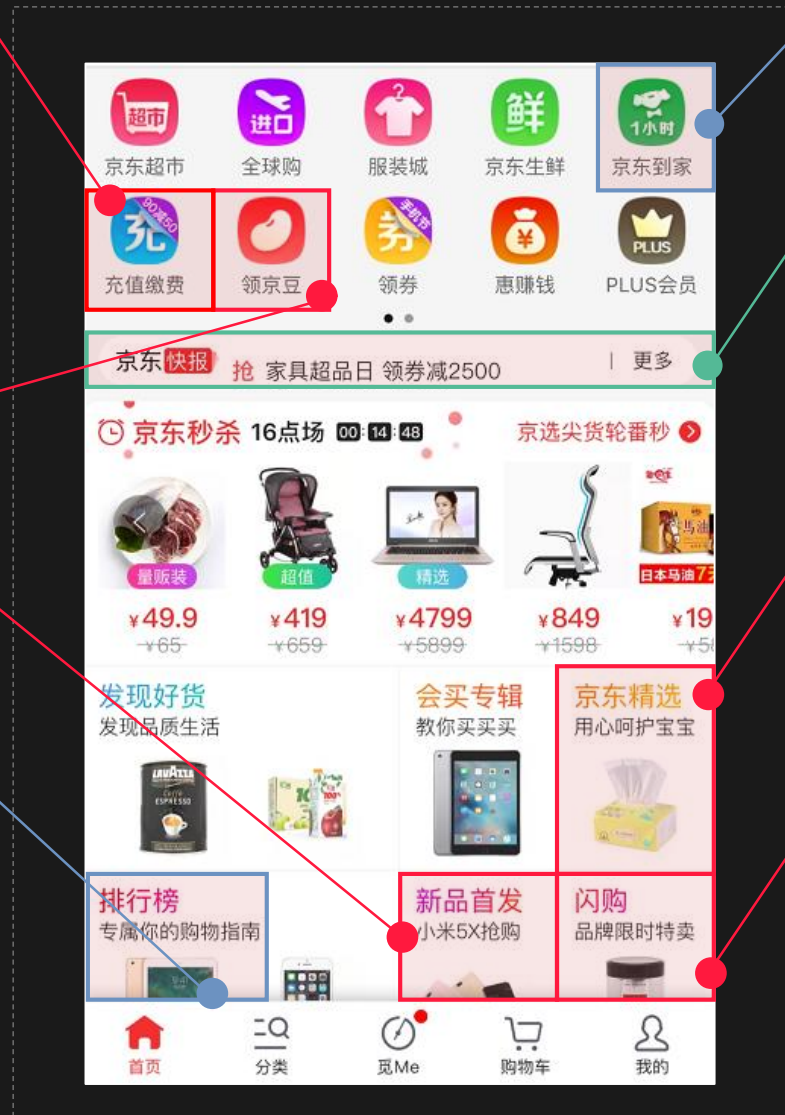 超市
进口
鲜
1小时
京东超市
全球购
服装城
京东生鲜
京东到家
充
90减50
券
手机节
PLUS
充值缴费
领京豆
领券
惠赚钱
PLUS会员
京东快报 抢 家具超品日 领券减2500 | 更多
京东秒杀 16点场 00:14:48 京选尖货轮番秒
量贩装
超值
精选
日本马油7
马油
¥49.9
¥419
¥4799
¥849
¥19
¥65
¥659
¥5899
¥1598
发现好货
发现品质生活
会买专辑
教你买买买
京东精选
用心呵护宝宝
LAVAZZA
Caffè
ESPRESSO
100%
排行榜
专属你的购物指南
新品首发
小米5X抢购
闪购
品牌限时特卖
首页
分类
觅Me
购物车
我的